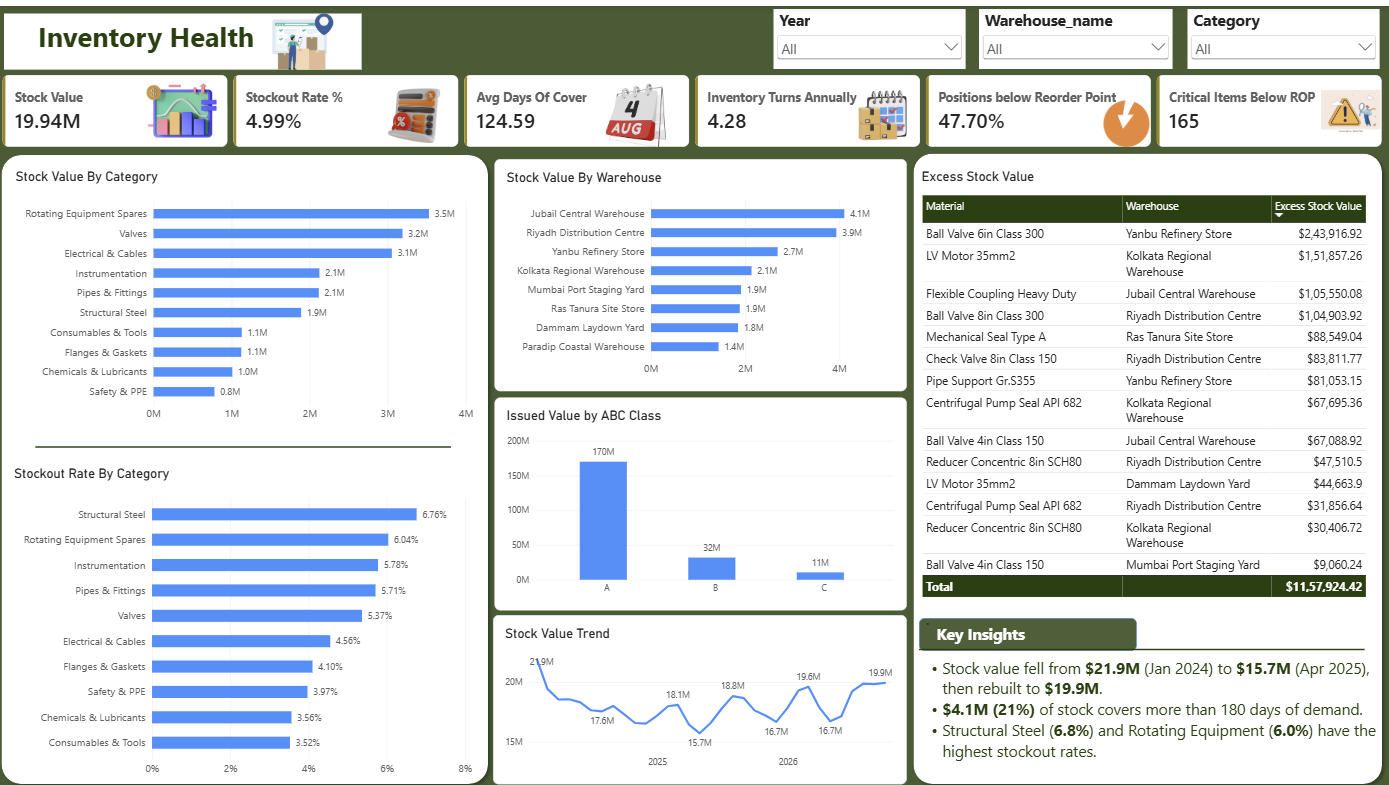 Inventory Health
Year
All
Warehouse_name
All
Category
All
Stock Value
19.94M
Stockout Rate %
4.99%
Avg Days Of Cover
124.59
4
AUG
Inventory Turns Annually
4.28
Positions below Reorder Point
47.70%
Critical Items Below ROP
165
Stock Value By Category
Rotating Equipment Spares 3.5M
Valves 3.2M
Electrical & Cables 3.1M
Instrumentation 2.1M
Pipes & Fittings 2.1M
Structural Steel 1.9M
Consumables & Tools 1.1M
Flanges & Gaskets 1.1M
Chemicals & Lubricants 1.0M
Safety & PPE 0.8M
0M 1M 2M 3M 4M
Stockout Rate By Category
Structural Steel 6.76%
Rotating Equipment Spares 6.04%
Instrumentation 5.78%
Pipes & Fittings 5.71%
Valves 5.37%
Electrical & Cables 4.56%
Flanges & Gaskets 4.10%
Safety & PPE 3.97%
Chemicals & Lubricants 3.56%
Consumables & Tools 3.52%
0% 2% 4% 6% 8%
Stock Value By Warehouse
Jubail Central Warehouse 4.1M
Riyadh Distribution Centre 3.9M
Yanbu Refinery Store 2.7M
Kolkata Regional Warehouse 2.1M
Mumbai Port Staging Yard 1.9M
Ras Tanura Site Store 1.9M
Dammam Laydown Yard 1.8M
Paradip Coastal Warehouse 1.4M
0M 2M 4M
Issued Value by ABC Class
200M
150M
100M
50M
0M
170M
32M
11M
A B C
Stock Value Trend
20M
15M
21.9M
17.6M
18.1M
15.7M
18.8M
16.7M
19.6M
16.7M
19.9M
2025 2026
Excess Stock Value
Material Warehouse Excess Stock Value
Ball Valve 6in Class 300 Yanbu Refinery Store $2,43,916.92
LV Motor 35mm2 Kolkata Regional $1,51,857.26
Warehouse
Flexible Coupling Heavy Duty Jubail Central Warehouse $1,05,550.08
Ball Valve 8in Class 300 Riyadh Distribution Centre $1,04,903.92
Mechanical Seal Type A Ras Tanura Site Store $88,549.04
Check Valve 8in Class 150 Riyadh Distribution Centre $83,811.77
Pipe Support Gr.S355 Yanbu Refinery Store $81,053.15
Centrifugal Pump Seal API 682 Kolkata Regional $67,695.36
Warehouse
Ball Valve 4in Class 150 Jubail Central Warehouse $67,088.92
Reducer Concentric 8in SCH80 Riyadh Distribution Centre $47,510.5
LV Motor 35mm2 Dammam Laydown Yard $44,663.9
Centrifugal Pump Seal API 682 Riyadh Distribution Centre $31,856.64
Reducer Concentric 8in SCH80 Kolkata Regional $30,406.72
Warehouse
Ball Valve 4in Class 150 Mumbai Port Staging Yard $9,060.24
Total $11,57,924.42
Key Insights
• Stock value fell from $21.9M (Jan 2024) to $15.7M (Apr 2025),
then rebuilt to $19.9M.
• $4.1M (21%) of stock covers more than 180 days of demand.
• Structural Steel (6.8%) and Rotating Equipment (6.0%) have the
highest stockout rates.